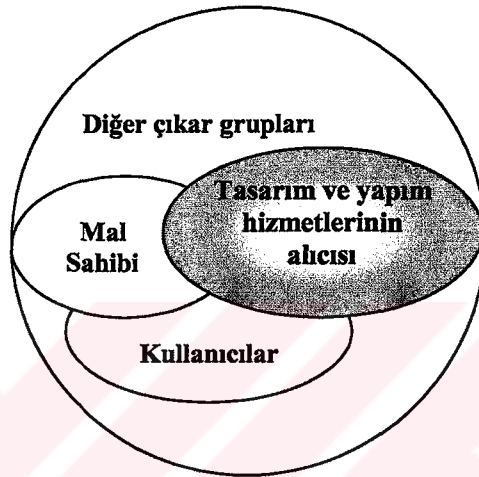 Diğer çıkar grupları
Tasarım ve yapım
hizmetlerinin
alıcısı
Mal
Sahibi
Kullanıcılar